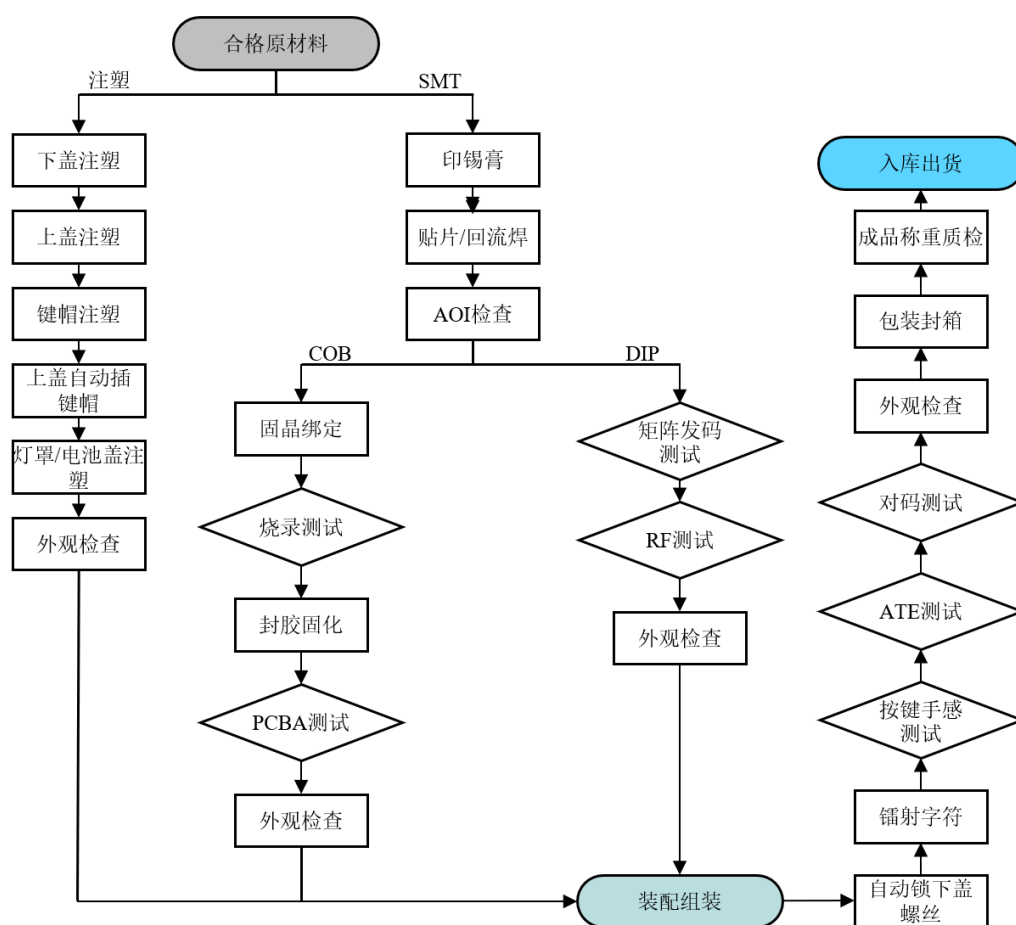 合格原材料
注塑
SMT
下盖注塑
上盖注塑
键帽注塑
上盖自动插
键帽
灯罩/电池盖注
塑
外观检查
印锡膏
贴片/回流焊
AOI检查
COB
DIP
固晶绑定
烧录测试
封胶固化
PCBA测试
外观检查
矩阵发码
测试
RF测试
外观检查
装配组装
自动锁下盖
螺丝
镭射字符
按键手感
测试
ATE测试
对码测试
外观检查
包装封箱
成品称重质检
入库出货